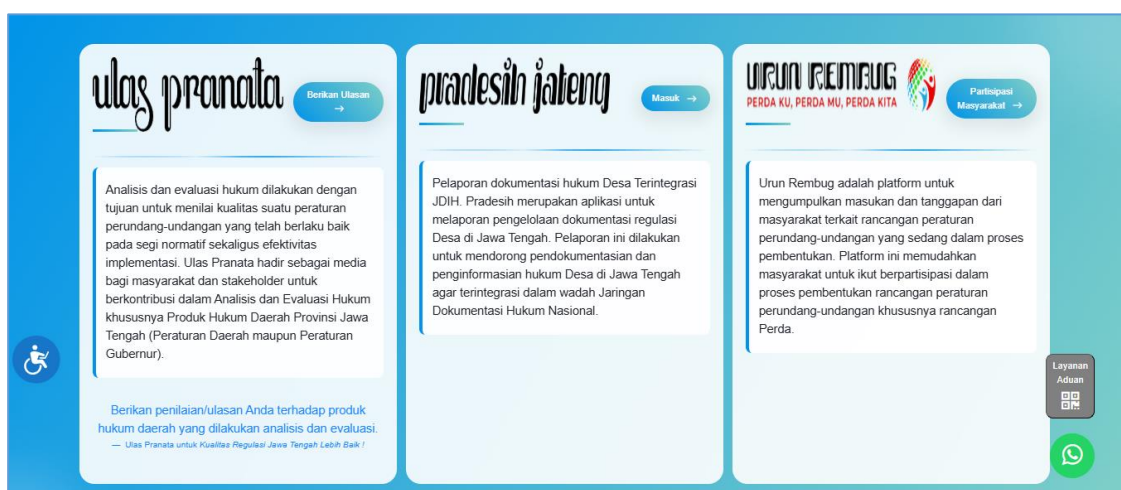 ulas pranata
Berikan Ulasan
→
Analisis dan evaluasi hukum dilakukan dengan
tujuan untuk menilai kualitas suatu peraturan
perundang-undangan yang telah berlaku baik
pada segi normatif sekaligus efektivitas
implementasi. Ulas Pranata hadir sebagai media
bagi masyarakat dan stakeholder untuk
berkontribusi dalam Analisis dan Evaluasi Hukum
khususnya Produk Hukum Daerah Provinsi Jawa
Tengah (Peraturan Daerah maupun Peraturan
Gubernur).
Berikan penilaian/ulasan Anda terhadap produk
hukum daerah yang dilakukan analisis dan evaluasi.
— Ulas Pranata untuk Kualitas Regulasi Jawa Tengah Lebih Baik !
pradesih jateng
Masuk →
Pelaporan dokumentasi hukum Desa Terintegrasi
JDIH. Pradesih merupakan aplikasi untuk
melaporan pengelolaan dokumentasi regulasi
Desa di Jawa Tengah. Pelaporan ini dilakukan
untuk mendorong pendokumentasian dan
penginformasian hukum Desa di Jawa Tengah
agar terintegrasi dalam wadah Jaringan
Dokumentasi Hukum Nasional.
URUN REMBUG
PERDA KU, PERDA MU, PERDA KITA
Partisipasi
Masyarakat →
Urun Rembug adalah platform untuk
mengumpulkan masukan dan tanggapan dari
masyarakat terkait rancangan peraturan
perundang-undangan yang sedang dalam proses
pembentukan. Platform ini memudahkan
masyarakat untuk ikut berpartisipasi dalam
proses pembentukan rancangan peraturan
perundang-undangan khususnya rancangan
Perda.
Layanan
Aduan